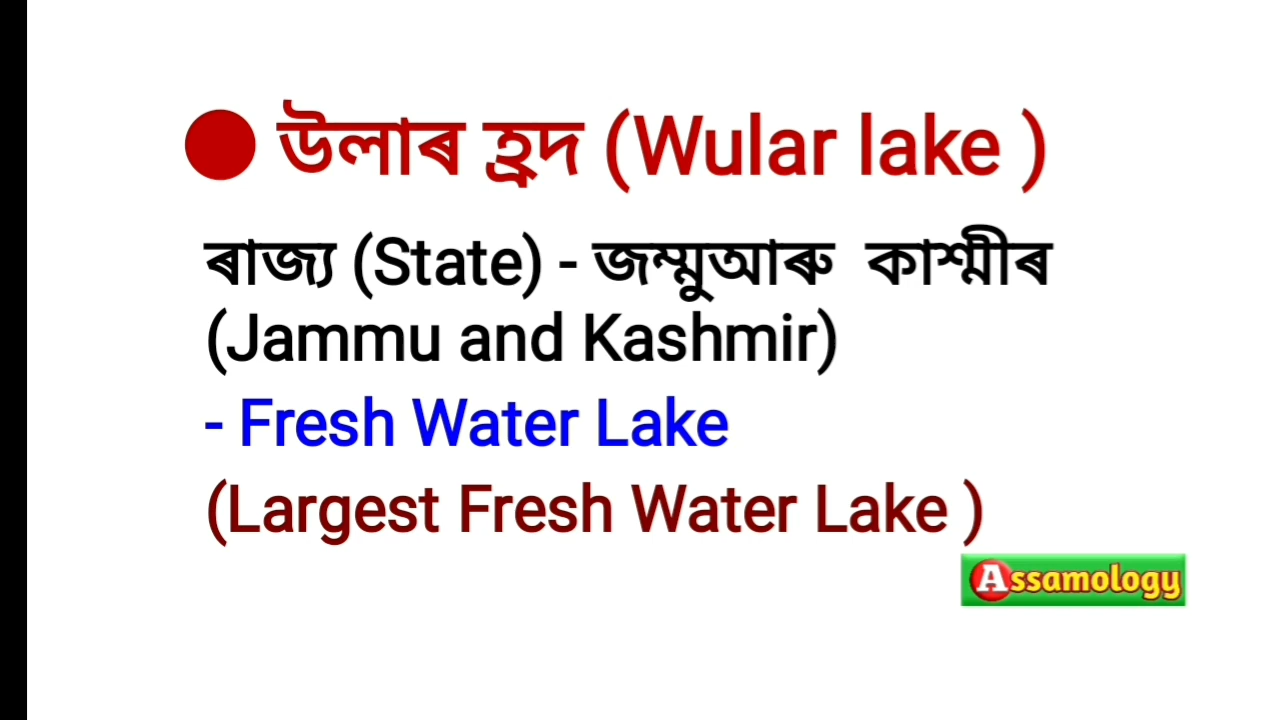 উলাৰ হ্ৰদ (Wular lake )
ৰাজ্য (State) - জম্মুআৰু কাশ্মীৰ
(Jammu and Kashmir)
- Fresh Water Lake
(Largest Fresh Water Lake )
Assamology